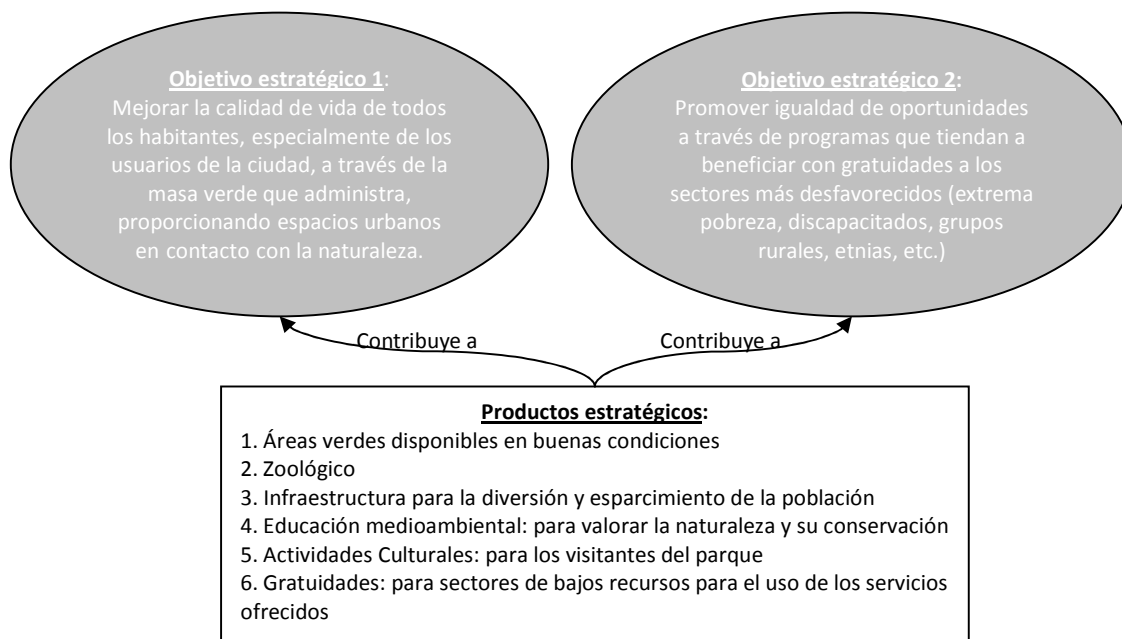 Objetivo estratégico 1:
Mejorar la calidad de vida de todos
los habitantes, especialmente de los
usuarios de la ciudad, a través de la
masa verde que administra,
proporcionando espacios urbanos
en contacto con la naturaleza.
Objetivo estratégico 2:
Promover igualdad de oportunidades
a través de programas que tiendan a
beneficiar con gratuidades a los
sectores más desfavorecidos (extrema
pobreza, discapacitados, grupos
rurales, etnias, etc.)
Contribuye a
Contribuye a
Productos estratégicos:
1. Áreas verdes disponibles en buenas condiciones
2. Zoológico
3. Infraestructura para la diversión y esparcimiento de la población
4. Educación medioambiental: para valorar la naturaleza y su conservación
5. Actividades Culturales: para los visitantes del parque
6. Gratuidades: para sectores de bajos recursos para el uso de los servicios
ofrecidos